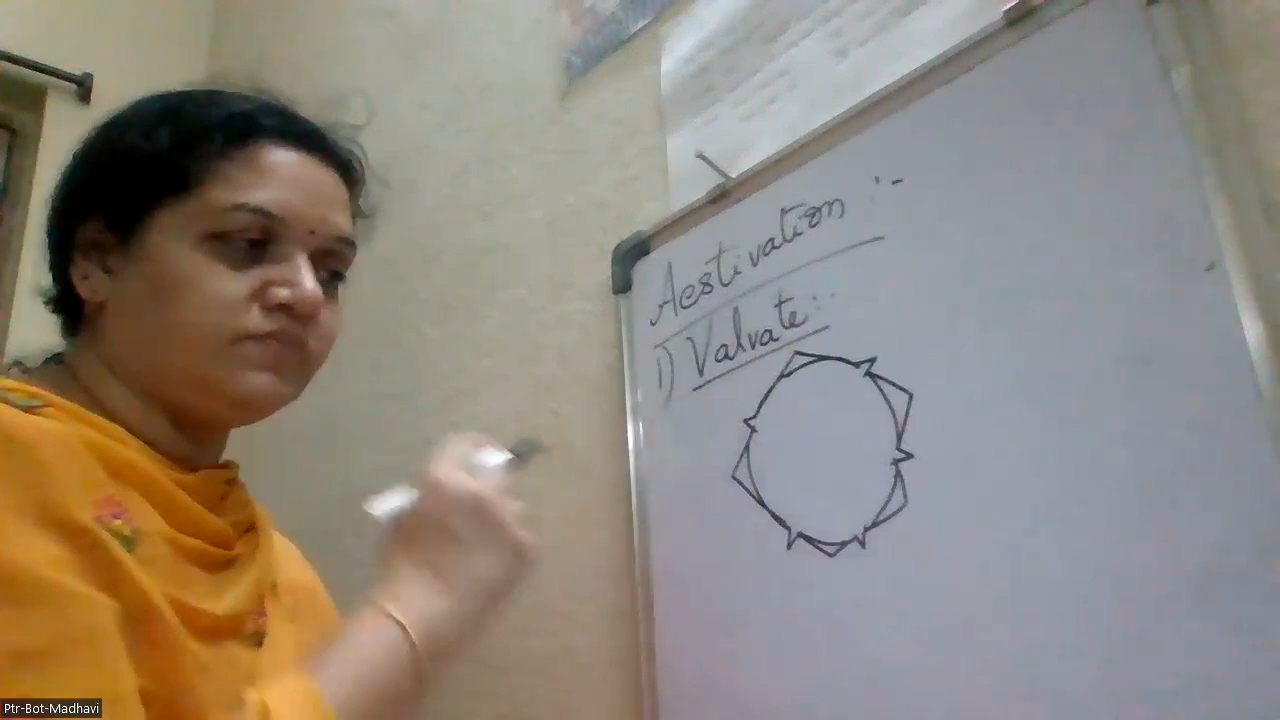 Aestivation :-
1) Valvate :-
Ptr-Bot-Madhavi